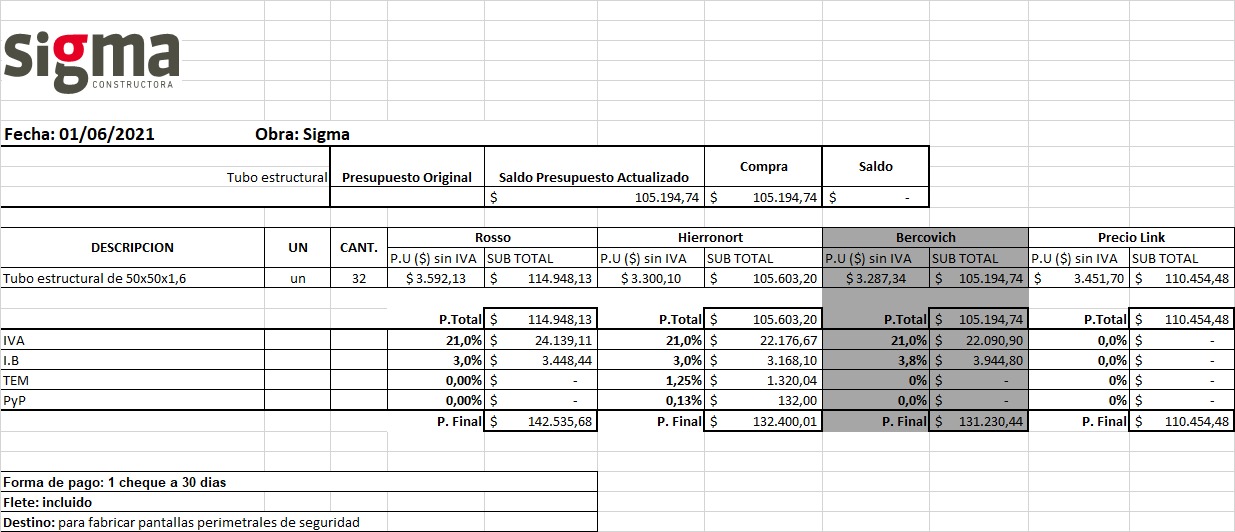 sigma
CONSTRUCTORA
Fecha: 01/06/2021 Obra: Sigma
Tubo estructural Presupuesto Original Saldo Presupuesto Actualizado Compra Saldo
$ 105.194,74 $ 105.194,74 $ -
DESCRIPCION UN CANT. Rosso Hierronort Bercovich Precio Link
P.U ($) sin IVA SUB TOTAL P.U ($) sin IVA SUB TOTAL P.U ($) sin IVA SUB TOTAL P.U ($) sin IVA SUB TOTAL
Tubo estructural de 50x50x1,6 un 32 $ 3.592,13 $ 114.948,13 $ 3.300,10 $ 105.603,20 $ 3.287,34 $ 105.194,74 $ 3.451,70 $ 110.454,48
P.Total $ 114.948,13 P.Total $ 105.603,20 P.Total $ 105.194,74 P.Total $ 110.454,48
IVA 21,0% $ 24.139,11 21,0% $ 22.176,67 21,0% $ 22.090,90 0,0% $ -
I.B 3,0% $ 3.448,44 3,0% $ 3.168,10 3,8% $ 3.944,80 0,0% $ -
TEM 0,00% $ - 1,25% $ 1.320,04 0% $ - 0% $ -
PyP 0,00% $ - 0,13% $ 132,00 0,0% $ - 0% $ -
P. Final $ 142.535,68 P. Final $ 132.400,01 P. Final $ 131.230,44 P. Final $ 110.454,48
Forma de pago: 1 cheque a 30 dias
Flete: incluido
Destino: para fabricar pantallas perimetrales de seguridad